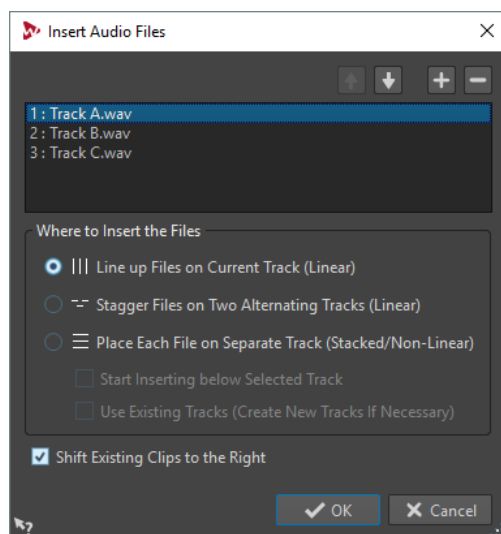 Insert Audio Files
1 : Track A.wav
2 : Track B.wav
3 : Track C.wav
Where to Insert the Files
Line up Files on Current Track (Linear)
Stagger Files on Two Alternating Tracks (Linear)
Place Each File on Separate Track (Stacked/Non-Linear)
Start Inserting below Selected Track
Use Existing Tracks (Create New Tracks If Necessary)
Shift Existing Clips to the Right
OK
Cancel
?